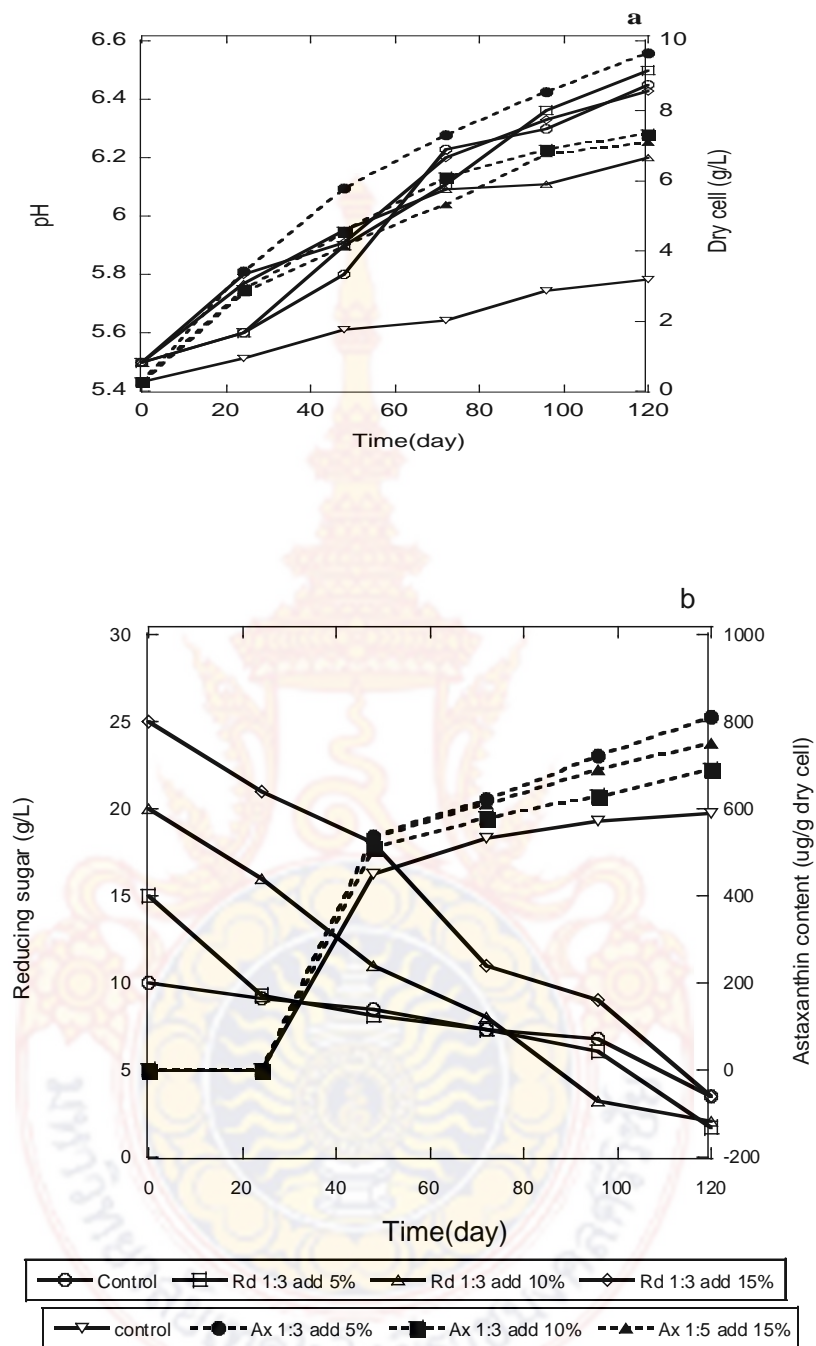 a
6.6
6.4
6.2
6
5.8
5.6
5.4
10
8
6
4
2
0
pH
Dry cell (g/L)
0 20 40 60 80 100 120
Time(day)
b
30
25
20
15
10
5
0
1000
800
600
400
200
0
-200
Reducing sugar (g/L)
Astaxanthin content (ug/g dry cell)
0 20 40 60 80 100 120
Time(day)
Control Rd 1:3 add 5% Rd 1:3 add 10% Rd 1:3 add 15%
control Ax 1:3 add 5% Ax 1:3 add 10% Ax 1:5 add 15%